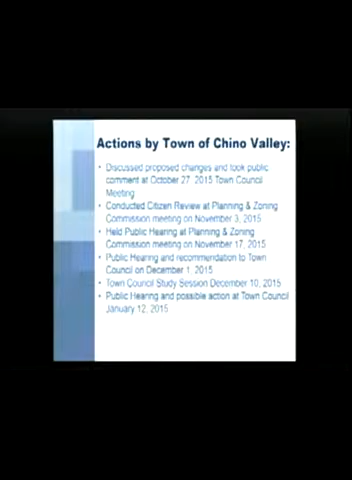 Actions by Town of Chino Valley:
• Discussed proposed changes and took public
comment at October 27, 2015 Town Council
Meeting
• Conducted Citizen Review at Planning & Zoning
Commission meeting on November 3, 2015
• Held Public Hearing at Planning & Zoning
Commission meeting on November 17, 2015
• Public Hearing and recommendation to Town
Council on December 1, 2015
• Town Council Study Session December 10, 2015
• Public Hearing and possible action at Town Council
January 12, 2015